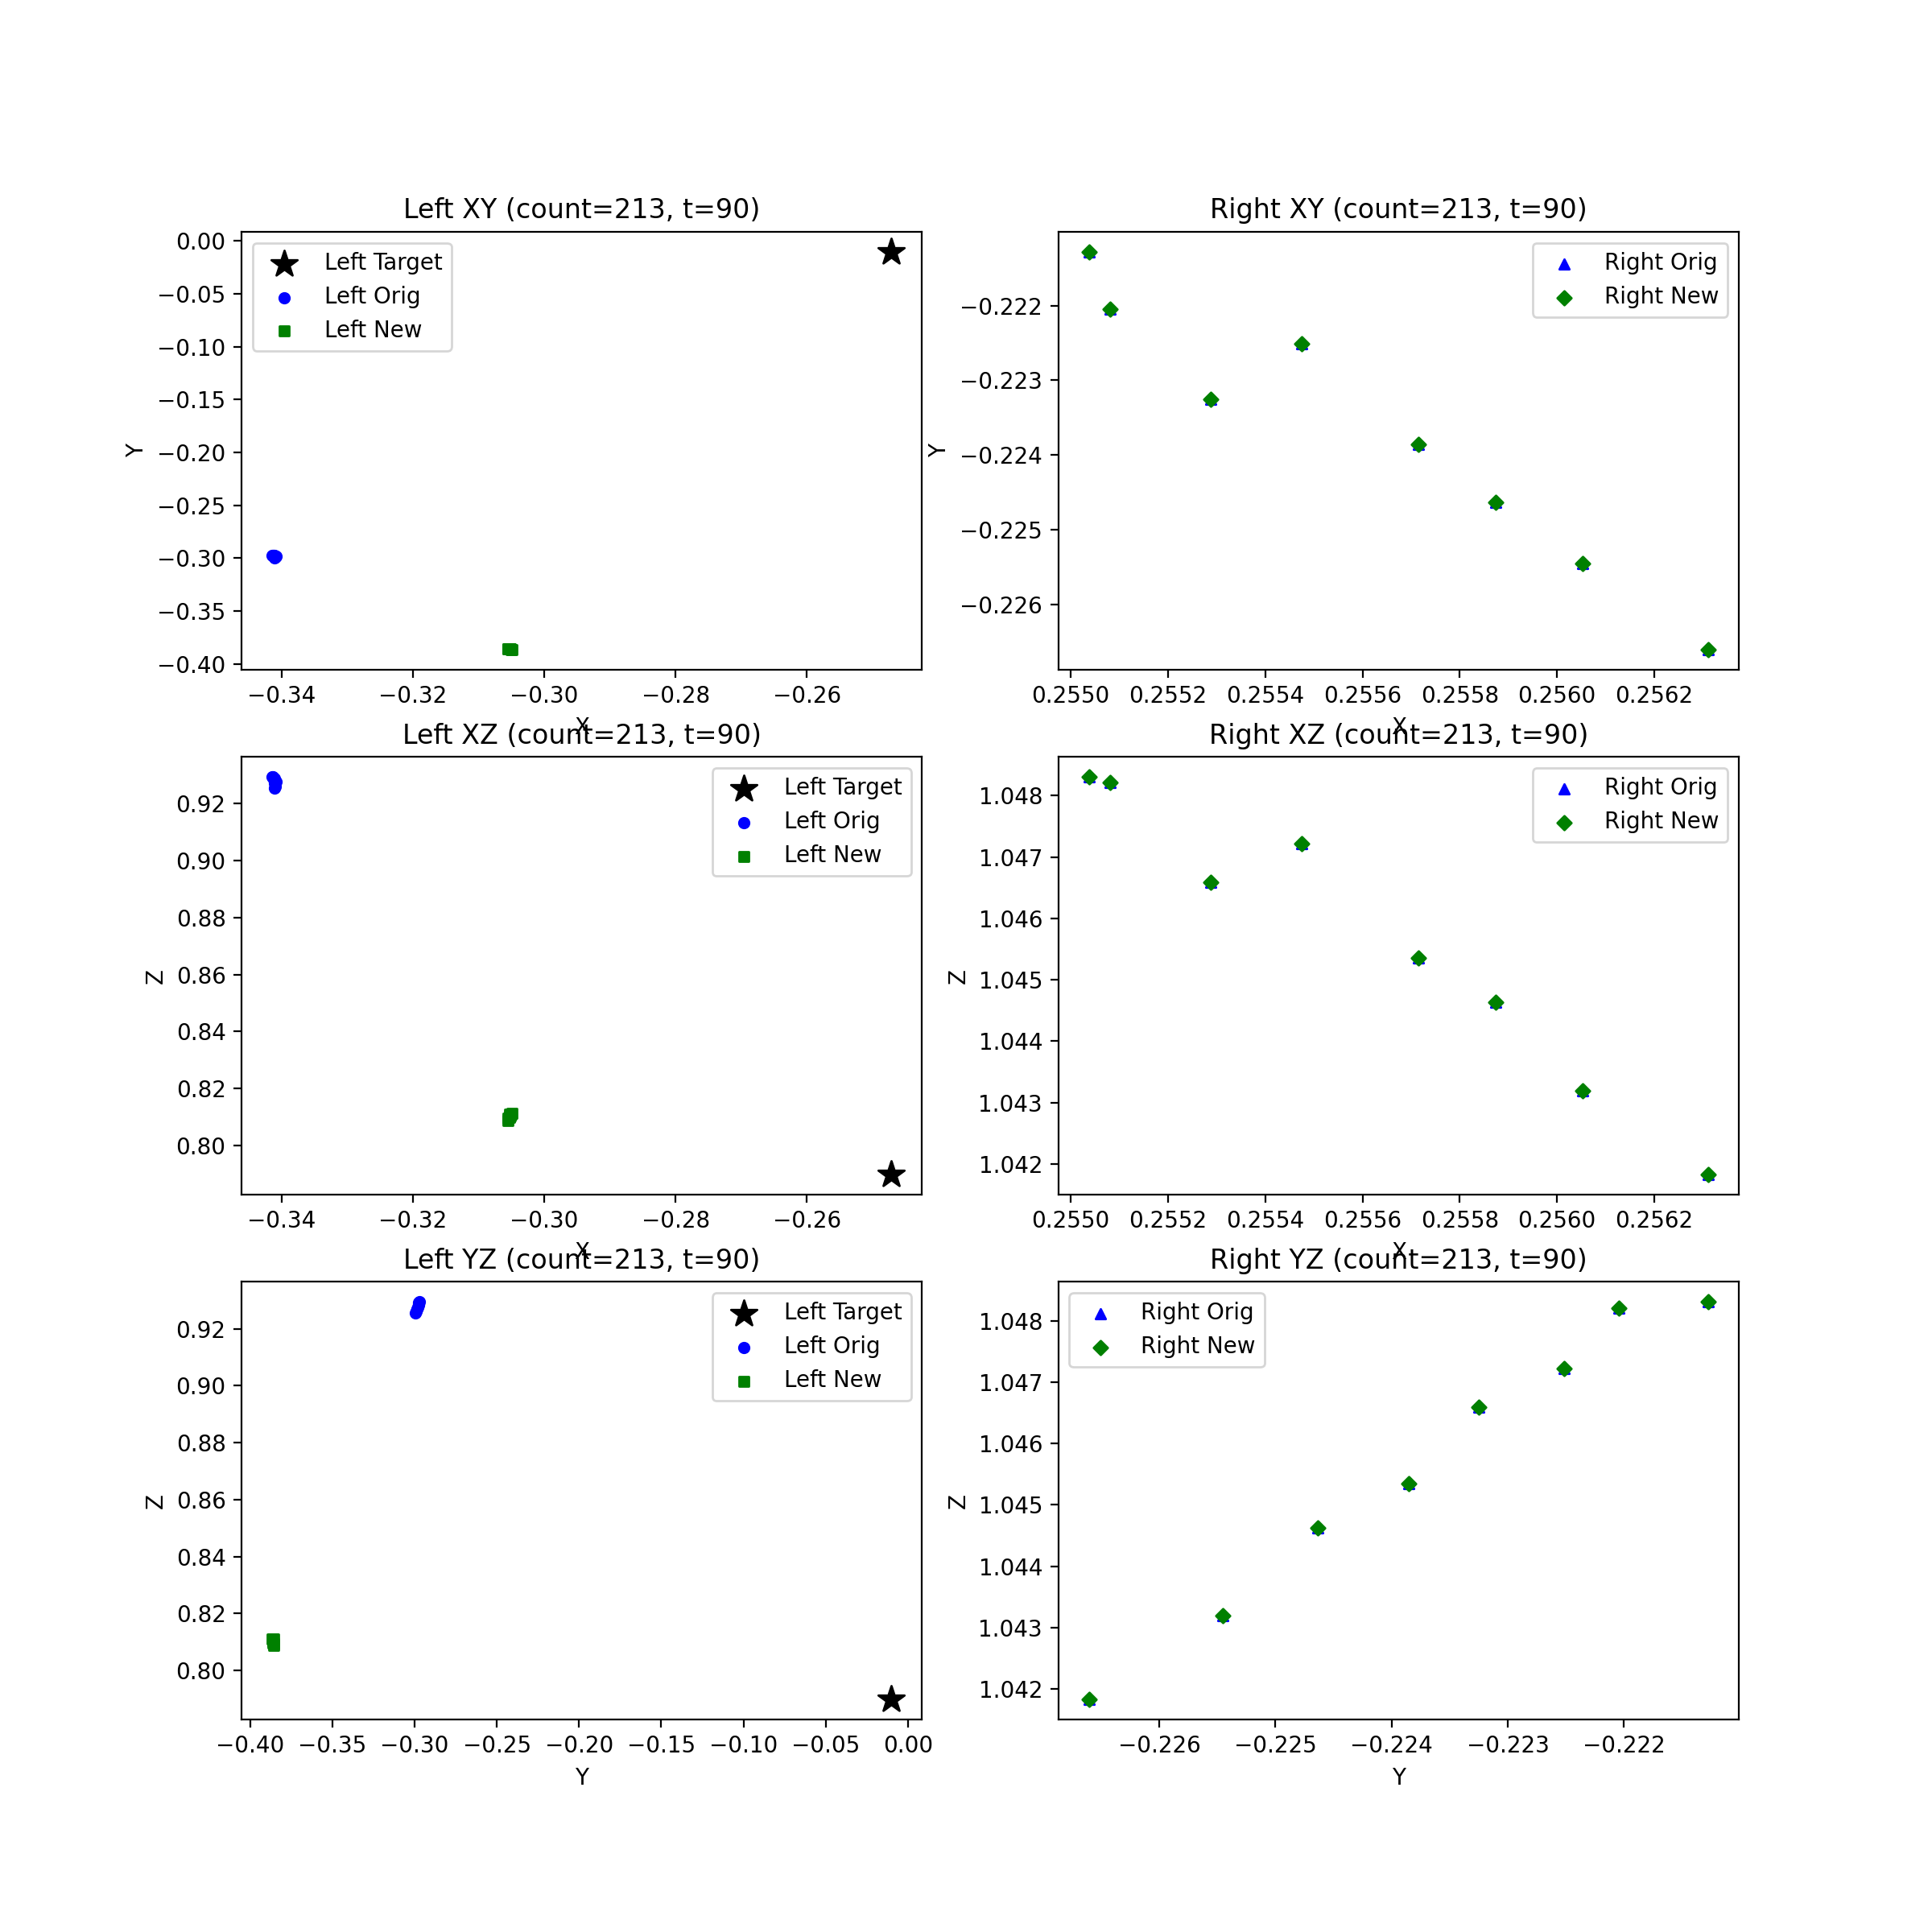 Left XY (count=213, t=90)
0.00
−0.05
−0.10
−0.15
−0.20
−0.25
−0.30
−0.35
−0.40
Y
Left Target
Left Orig
Left New
−0.34 −0.32 −0.30 −0.28 −0.26
X
Right XY (count=213, t=90)
−0.222
−0.223
−0.224
−0.225
−0.226
Y
Right Orig
Right New
0.2550 0.2552 0.2554 0.2556 0.2558 0.2560 0.2562
X
Left XZ (count=213, t=90)
0.92
0.90
0.88
0.86
0.84
0.82
0.80
Z
Left Target
Left Orig
Left New
−0.34 −0.32 −0.30 −0.28 −0.26
X
Right XZ (count=213, t=90)
1.048
1.047
1.046
1.045
1.044
1.043
1.042
Z
Right Orig
Right New
0.2550 0.2552 0.2554 0.2556 0.2558 0.2560 0.2562
X
Left YZ (count=213, t=90)
0.92
0.90
0.88
0.86
0.84
0.82
0.80
Z
Left Target
Left Orig
Left New
−0.40 −0.35 −0.30 −0.25 −0.20 −0.15 −0.10 −0.05 0.00
Y
Right YZ (count=213, t=90)
1.048
1.047
1.046
1.045
1.044
1.043
1.042
Z
Right Orig
Right New
−0.226 −0.225 −0.224 −0.223 −0.222
Y